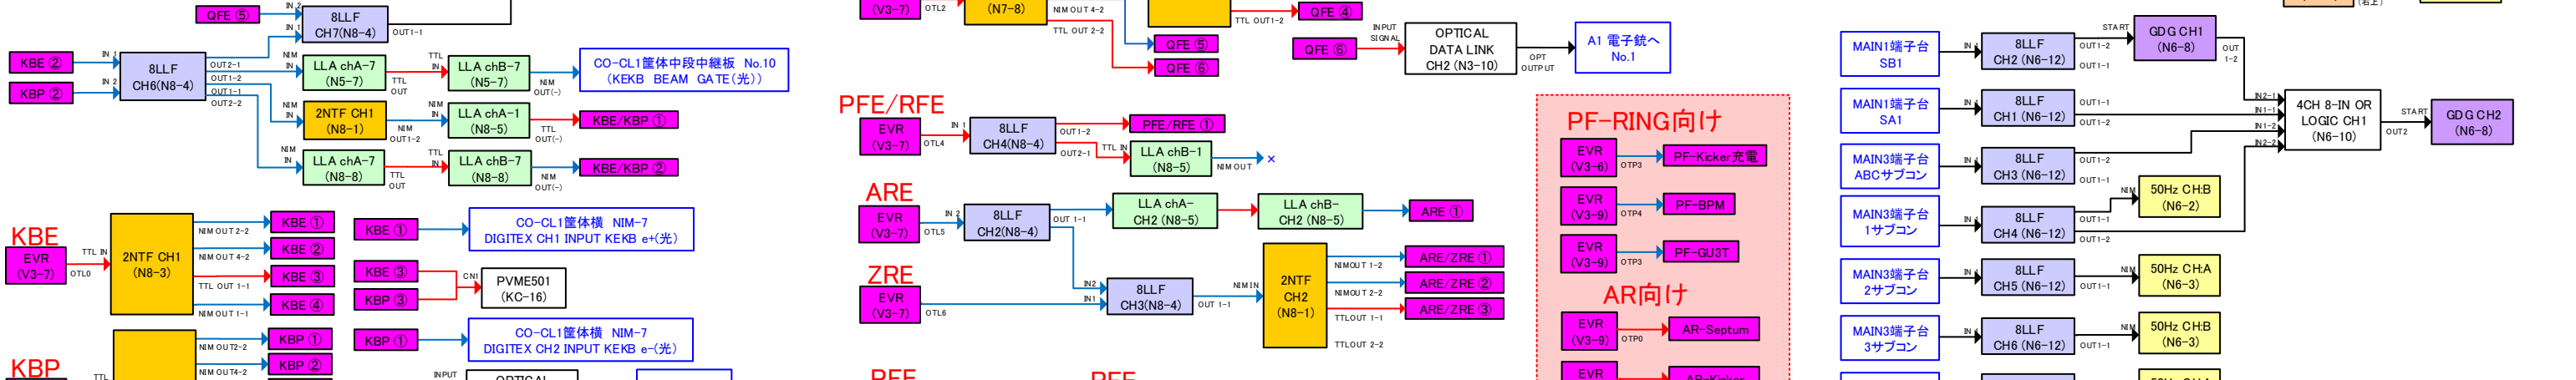 QFE ⑤
IN 2
IN 1
8LLF
CH7(N8-4)
OUT1-1
KBE ②
IN 1
KBP ②
IN 2
8LLF
CH6(N8-4)
OUT2-1
OUT1-2
OUT1-1
OUT2-2
NIM
IN
LLA chA-7
(N5-7)
TTL
OUT
TTL
IN
LLA chB-7
(N5-7)
NIM
OUT(-)
CO-CL1筐体中段中継板 No.10
(KEKB BEAM GATE(光))
NIM
IN
2NTF CH1
(N8-1)
NIM
OUT1-2
NIM
IN
LLA chA-1
(N8-5)
TTL
OUT(-)
KBE/KBP ①
NIM
IN
LLA chA-7
(N8-8)
TTL
OUT
TTL
IN
LLA chB-7
(N8-8)
NIM
OUT(-)
KBE/KBP ②
KBE
EVR
(V3-7)
OTL0
TTL IN
2NTF CH1
(N8-3)
NIM OUT 2-2
KBE ①
NIM OUT 4-2
KBE ②
TTL OUT 1-1
KBE ③
NIM OUT 1-1
KBE ④
KBE ①
CO-CL1筐体横 NIM-7
DIGITEX CH1 INPUT KEKB e+(光)
KBE ③
KBP ③
CN1
PVME501
(KC-16)
KBP
TTL
NIM OUT2-2
KBP ①
NIM OUT4-2
KBP ②
KBP ①
CO-CL1筐体横 NIM-7
DIGITEX CH2 INPUT KEKB e-(光)
INPUT
OPTICAL
(V3-7)
OTL2
(N7-8)
NIM OUT 4-2
TTL OUT 2-2
TTL OUT1-2
QFE ④
QFE ⑤
QFE ⑥
QFE ⑥
INPUT
SIGNAL
OPTICAL
DATA LINK
CH2 (N3-10)
OPT
OUTPUT
A1 電子銃へ
No.1
PFE/RFE
EVR
(V3-7)
OTL4
IN 1
8LLF
CH4(N8-4)
OUT1-2
PFE/RFE ①
OUT2-1
TTL IN
LLA chB-1
(N8-5)
NIM OUT
×
ARE
EVR
(V3-7)
OTL5
IN 2
8LLF
CH2(N8-4)
OUT 1-1
LLA chA-
CH2 (N8-5)
LLA chB-
CH2 (N8-5)
ARE ①
ZRE
EVR
(V3-7)
OTL6
IN2
IN1
8LLF
CH3(N8-4)
OUT 1-1
NIM IN
2NTF
CH2
(N8-1)
NIMOUT 1-2
ARE/ZRE ①
NIMOUT 2-2
ARE/ZRE ②
TTLOUT 1-1
ARE/ZRE ③
TTLOUT 2-2
PF-RING向け
EVR
(V3-6)
OTP3
PF-Kicker充電
EVR
(V3-9)
OTP4
PF-BPM
EVR
(V3-9)
OTP3
PF-GU3T
AR向け
EVR
(V3-9)
OTP0
AR-Septum
EVR
AR-Kicker
(右上)
MAIN1端子台
SB1
IN 1
8LLF
CH2 (N6-12)
OUT1-2
OUT1-1
START
GDG CH1
(N6-8)
OUT
1-2
MAIN1端子台
SA1
IN 1
8LLF
CH1 (N6-12)
OUT1-1
OUT1-2
MAIN3端子台
ABCサブコン
IN 1
8LLF
CH3 (N6-12)
OUT1-2
OUT1-1
IN2-1
IN1-1
IN1-2
IN2-2
4CH 8-IN OR
LOGIC CH1
(N6-10)
OUT2
START
GDG CH2
(N6-8)
MAIN3端子台
1サブコン
IN 1
8LLF
CH4 (N6-12)
OUT1-1
OUT1-2
NIM
50Hz CH:B
(N6-2)
MAIN3端子台
2サブコン
IN 1
8LLF
CH5 (N6-12)
OUT1-1
NIM
50Hz CH:A
(N6-3)
MAIN3端子台
3サブコン
IN 1
8LLF
CH6 (N6-12)
OUT1-1
NIM
50Hz CH:B
(N6-3)